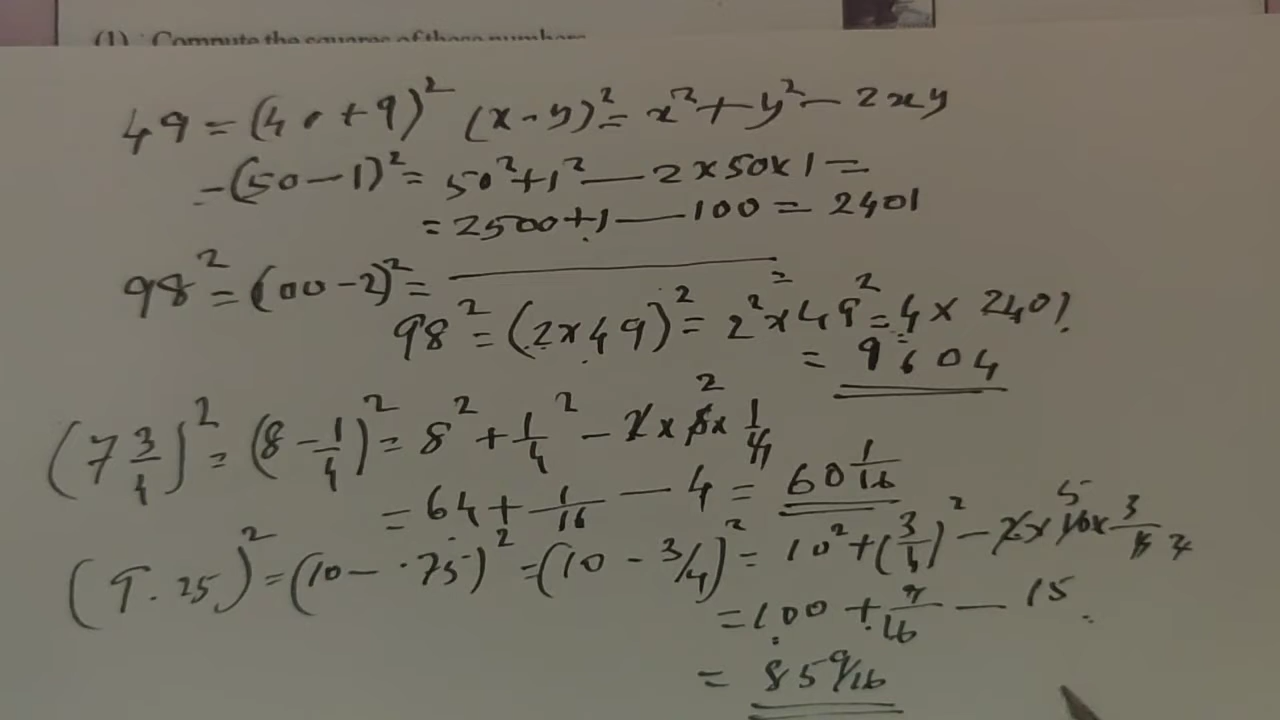 (1) Compute the squares of these numbers
49 = (40 + 9)² (x - y)² = x² + y² - 2xy
- (50 - 1)² = 50² + 1² - 2 x 50 x 1 =
= 2500 + 1 - 100 = 2401
98² = (100 - 2)² =
98² = (2 x 49)² = 2² x 49² = 4 x 2401
= 9604
(7 3/4)² = (8 - 1/4)² = 8² + 1/4² - 2 x 8 x 1/4
= 64 + 1/16 - 4 = 60 1/16
(9.25)² = (10 - .75)² = (10 - 3/4)² = 10² + (3/4)² - 2 x 10 x 3/4
= 100 + 9/16 - 15
= 85 9/16